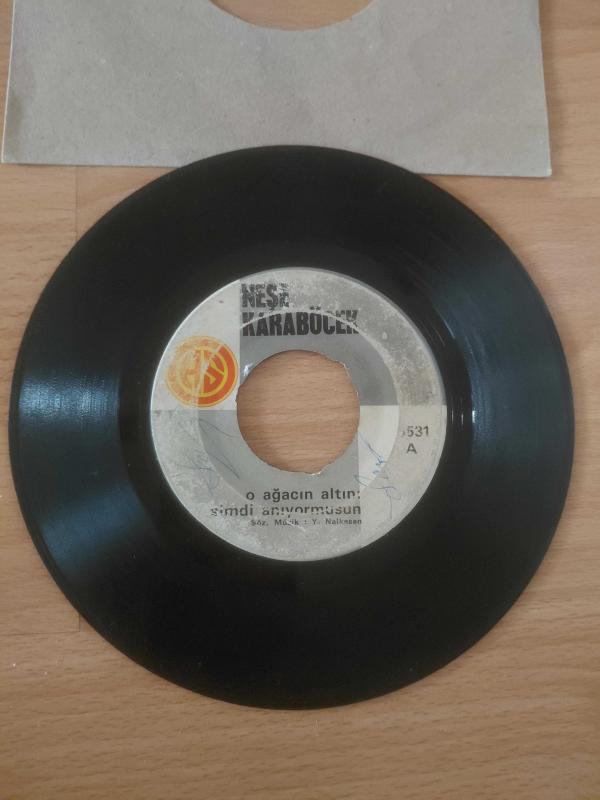 NEŞE
KARABÖCEK
531
A
o ağacın altını
şimdi anıyormusun
Söz. Müzik : Y. Nalkesen